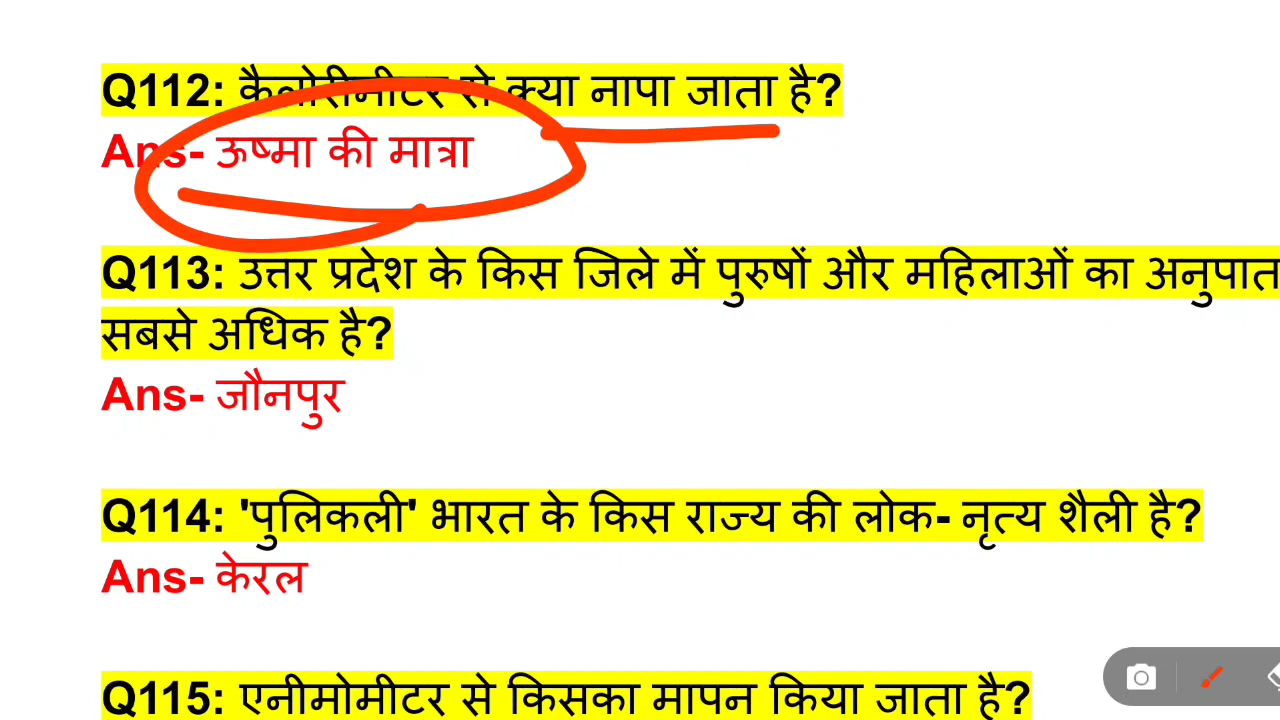 Q112: कैलोरीमीटर से क्या नापा जाता है?
Ans- ऊष्मा की मात्रा
Q113: उत्तर प्रदेश के किस जिले में पुरुषों और महिलाओं का अनुपात
सबसे अधिक है?
Ans- जौनपुर
Q114: 'पुलिकली' भारत के किस राज्य की लोक- नृत्य शैली है?
Ans- केरल
Q115: एनीमोमीटर से किसका मापन किया जाता है?